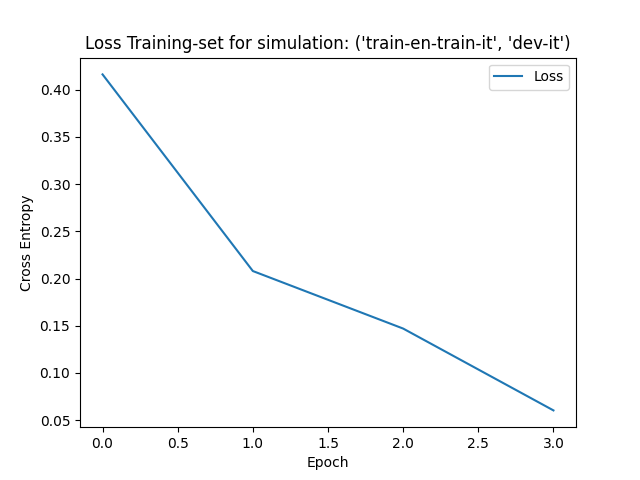 Loss Training-set for simulation: ('train-en-train-it', 'dev-it')
Loss
0.40
0.35
0.30
0.25
0.20
0.15
0.10
0.05
Cross Entropy
0.0 0.5 1.0 1.5 2.0 2.5 3.0
Epoch